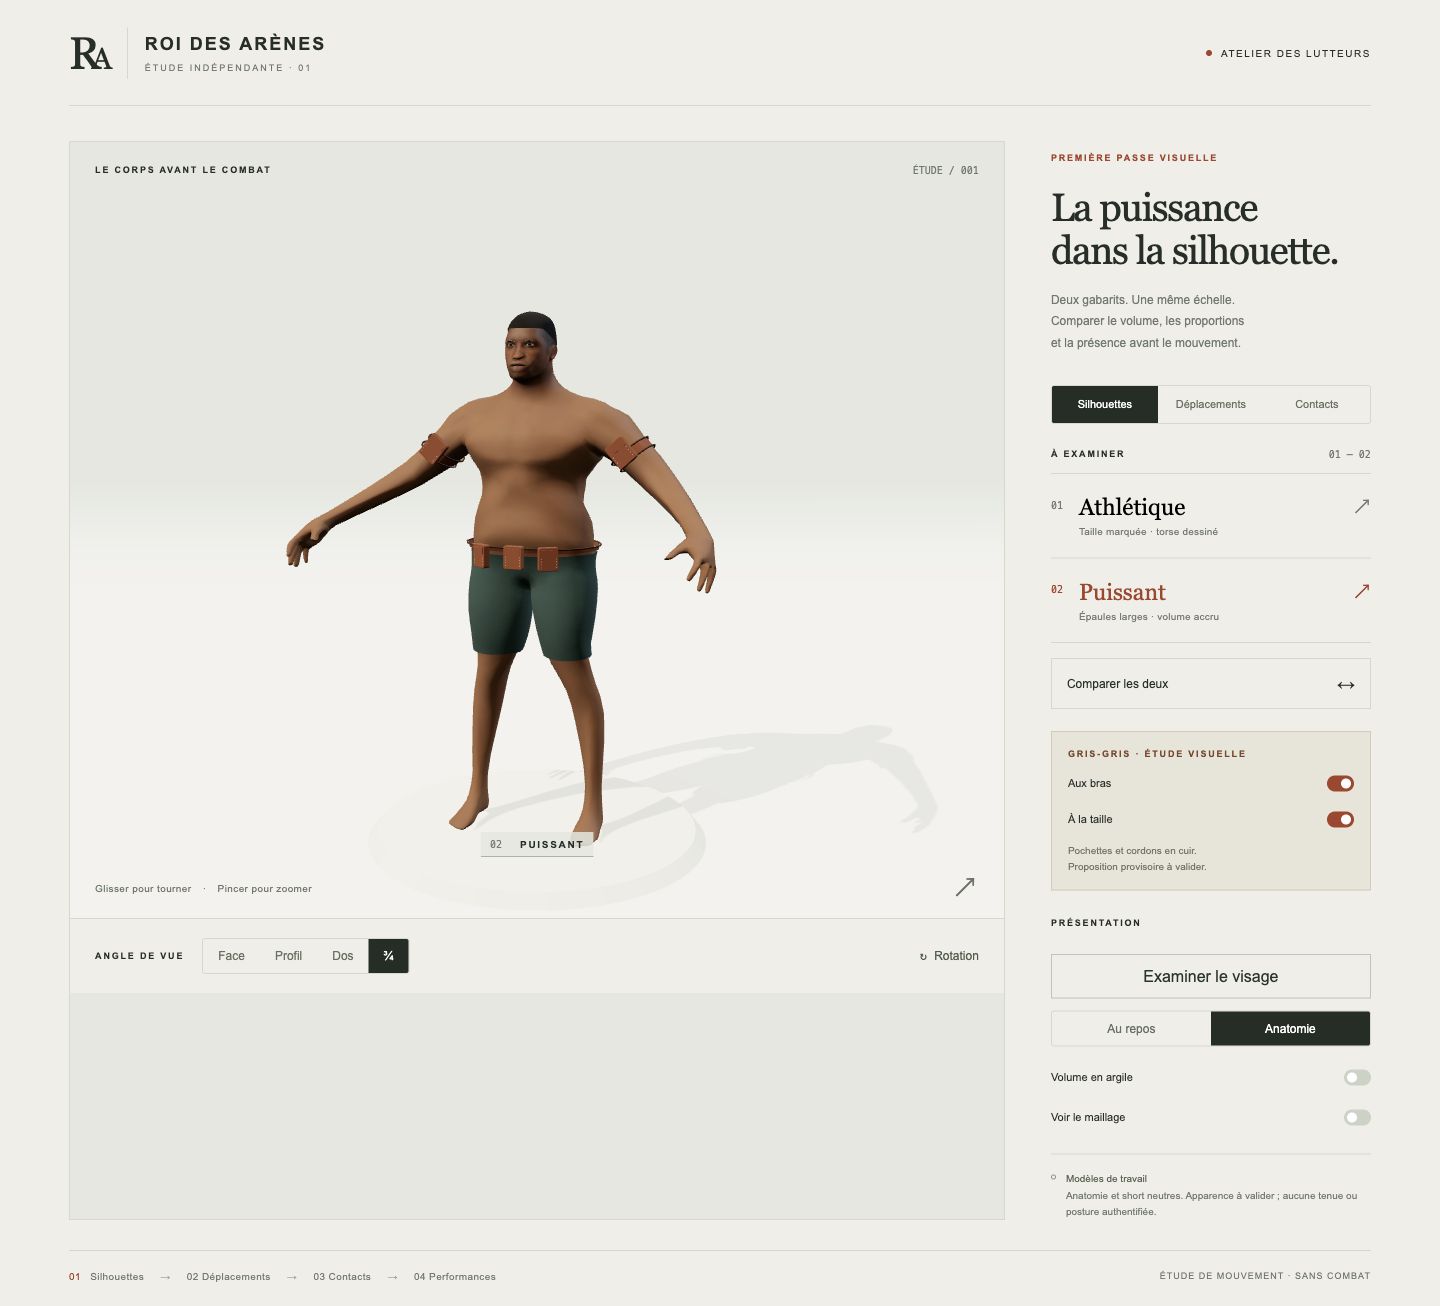 RA
ROI DES ARÈNES
ÉTUDE INDÉPENDANTE · 01
ATELIER DES LUTTEURS
LE CORPS AVANT LE COMBAT
ÉTUDE / 001
02 PUISSANT
Glisser pour tourner · Pincer pour zoomer
↗
ANGLE DE VUE
Face Profil Dos ¾
↻ Rotation
PREMIÈRE PASSE VISUELLE
La puissance
dans la silhouette.
Deux gabarits. Une même échelle.
Comparer le volume, les proportions
et la présence avant le mouvement.
Silhouettes Déplacements Contacts
À EXAMINER 01 — 02
01 Athlétique ↗
Taille marquée · torse dessiné
02 Puissant ↗
Épaules larges · volume accru
Comparer les deux ↔
GRIS-GRIS · ÉTUDE VISUELLE
Aux bras
À la taille
Pochettes et cordons en cuir.
Proposition provisoire à valider.
PRÉSENTATION
Examiner le visage
Au repos Anatomie
Volume en argile
Voir le maillage
Modèles de travail
Anatomie et short neutres. Apparence à valider ; aucune tenue ou
posture authentifiée.
01 Silhouettes → 02 Déplacements → 03 Contacts → 04 Performances
ÉTUDE DE MOUVEMENT · SANS COMBAT